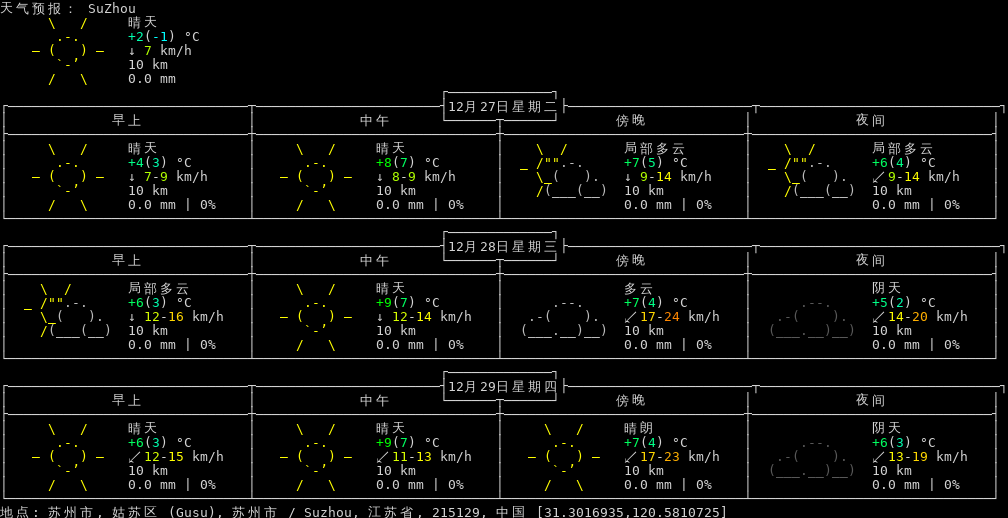 天气预报: SuZhou
晴天
+2(-1) °C
↓ 7 km/h
10 km
0.0 mm
12月27日星期二
早上 中午 傍晚 夜间
晴天 晴天 局部多云 局部多云
+4(3) °C +8(7) °C +7(5) °C +6(4) °C
↓ 7-9 km/h ↓ 8-9 km/h ↓ 9-14 km/h ↙ 9-14 km/h
10 km 10 km 10 km 10 km
0.0 mm | 0% 0.0 mm | 0% 0.0 mm | 0% 0.0 mm | 0%
12月28日星期三
早上 中午 傍晚 夜间
局部多云 晴天 多云 阴天
+6(3) °C +9(7) °C +7(4) °C +5(2) °C
↓ 12-16 km/h ↓ 12-14 km/h ↙ 17-24 km/h ↙ 14-20 km/h
10 km 10 km 10 km 10 km
0.0 mm | 0% 0.0 mm | 0% 0.0 mm | 0% 0.0 mm | 0%
12月29日星期四
早上 中午 傍晚 夜间
晴天 晴天 晴朗 阴天
+6(3) °C +9(7) °C +7(4) °C +6(3) °C
↙ 12-15 km/h ↙ 11-13 km/h ↙ 17-23 km/h ↙ 13-19 km/h
10 km 10 km 10 km 10 km
0.0 mm | 0% 0.0 mm | 0% 0.0 mm | 0% 0.0 mm | 0%
地点: 苏州市, 姑苏区 (Gusu), 苏州市 / Suzhou, 江苏省, 215129, 中国 [31.3016935,120.5810725]